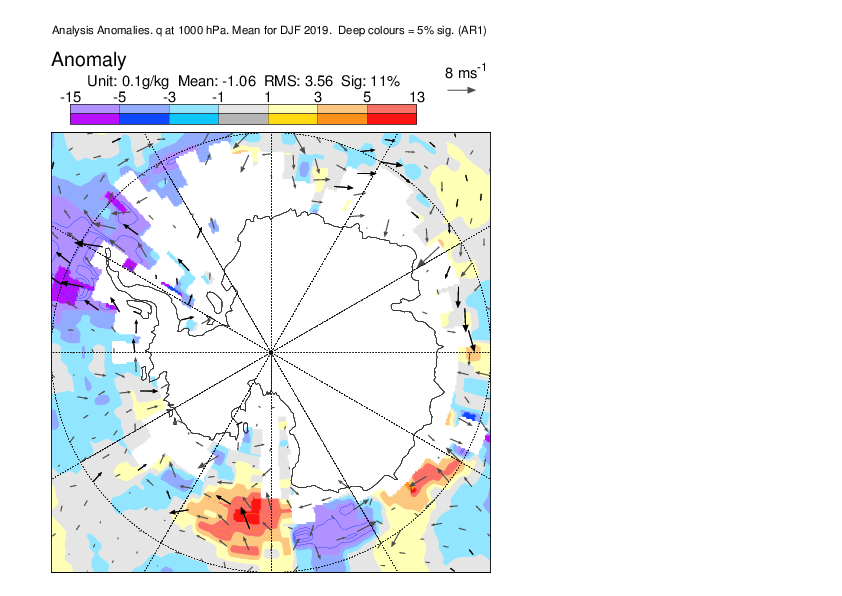 Analysis Anomalies. q at 1000 hPa. Mean for DJF 2019. Deep colours = 5% sig. (AR1)
Anomaly
8 ms-1
Unit: 0.1g/kg Mean: -1.06 RMS: 3.56 Sig: 11%
-15 -5 -3 -1 1 3 5 13